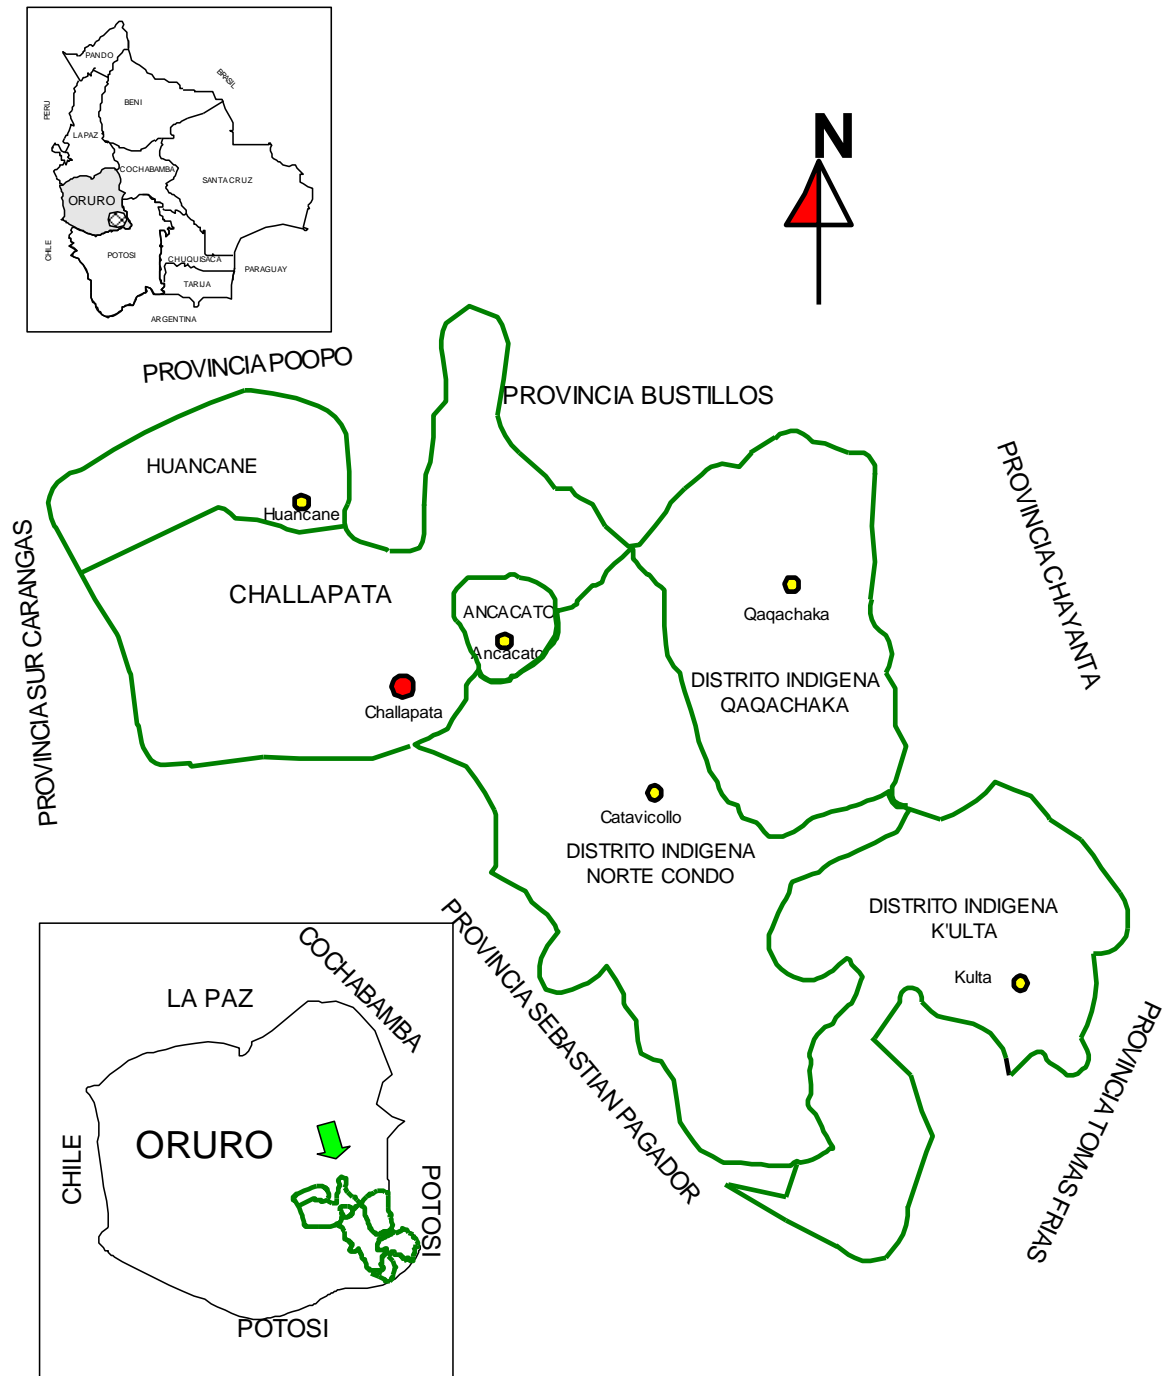 PANDO
BRASIL
PERU
BENI
LA PAZ
COCHABAMBA
SANTA CRUZ
ORURO
CHILE
POTOSI
CHUQUISACA
PARAGUAY
TARIJA
ARGENTINA
N
PROVINCIA POOPO
PROVINCIA BUSTILLOS
HUANCANE
Huancane
PROVINCIA CHAYANTA
PROVINCIA SUR CARANGAS
CHALLAPATA
ANCACATO
Ancacato
Qaqachaka
DISTRITO INDIGENA
QAQACHAKA
Challapata
Catavicollo
DISTRITO INDIGENA
NORTE CONDO
DISTRITO INDIGENA
K'ULTA
Kulta
PROVINCIA SEBASTIAN PAGADOR
PROVINCIA TOMAS FRIAS
COCHABAMBA
LA PAZ
ORURO
CHILE
POTOSI
POTOSI